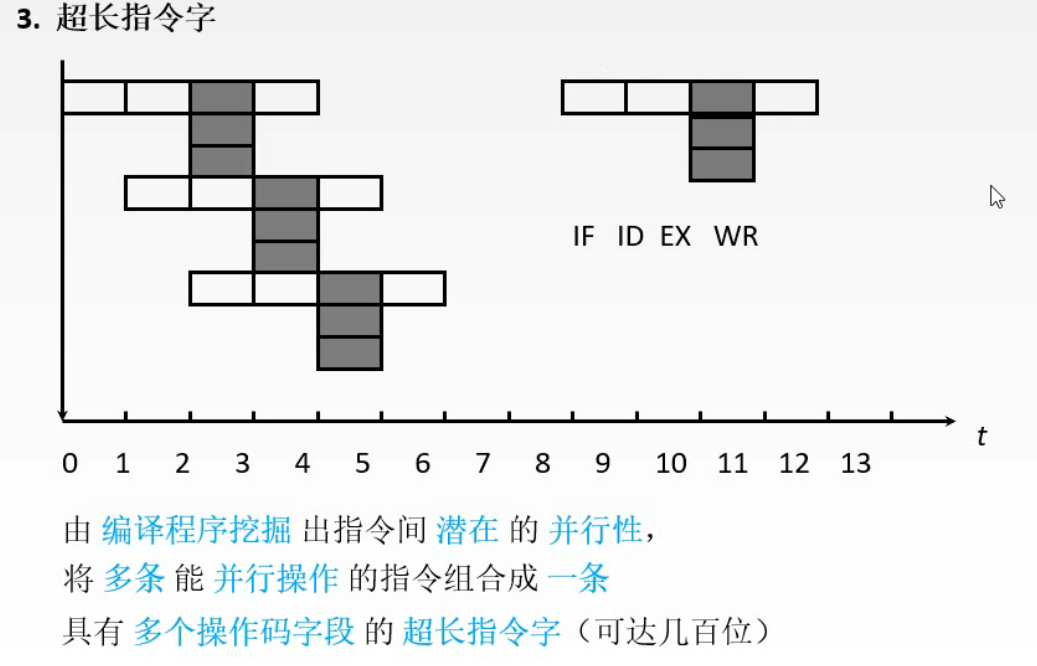 3. 超长指令字
IF ID EX WR
t
0 1 2 3 4 5 6 7 8 9 10 11 12 13
由 编译程序挖掘 出指令间 潜在 的 并行性，
将 多条 能 并行操作 的指令组合成 一条
具有 多个操作码字段 的 超长指令字（可达几百位）